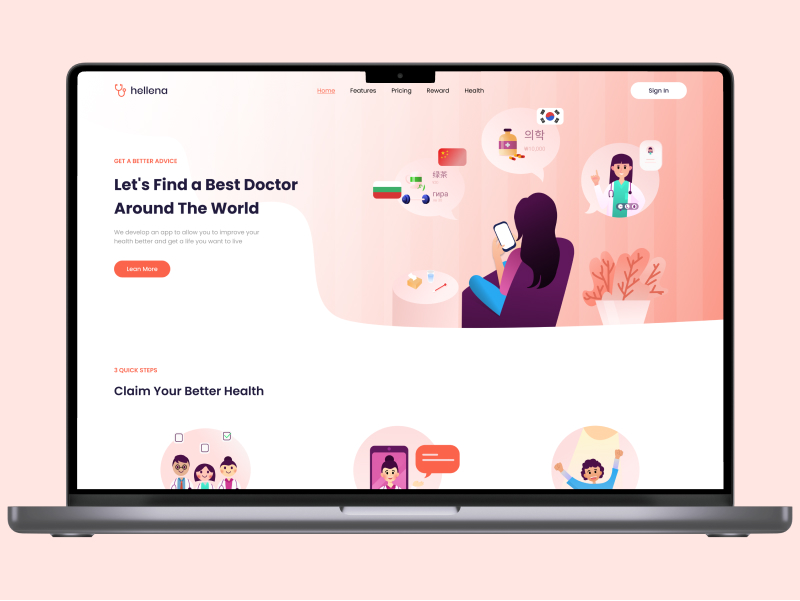 hellena
Home Features Pricing Reward Health
Sign In
GET A BETTER ADVICE
Let's Find a Best Doctor
Around The World
We develop an app to allow you to improve your
health better and get a life you want to live
Lean More
의학
绿茶
гира
3 QUICK STEPS
Claim Your Better Health